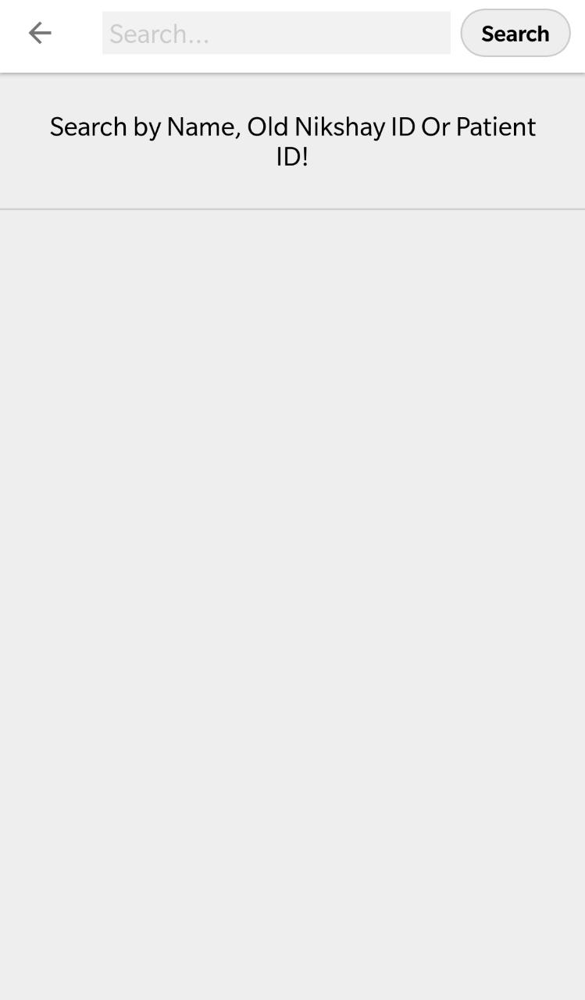 Search...
Search
Search by Name, Old Nikshay ID Or Patient
ID!